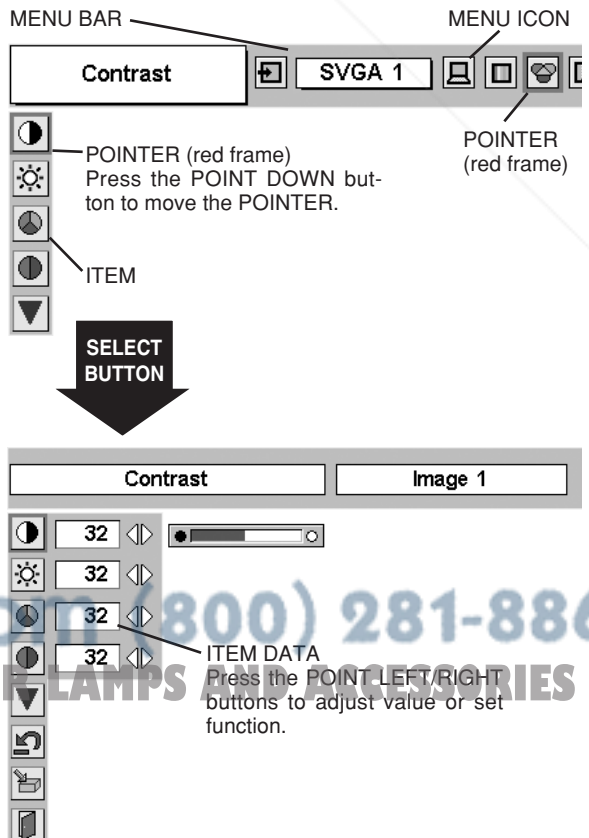 MENU BAR MENU ICON
Contrast SVGA 1
POINTER (red frame)
Press the POINT DOWN but-
ton to move the POINTER.
POINTER
(red frame)
ITEM
SELECT
BUTTON
Contrast Image 1
32
32
32
32
om (800) 281-886
LAMPS AND ACCESSORIES
ITEM DATA
Press the POINT LEFT/RIGHT
buttons to adjust value or set
function.